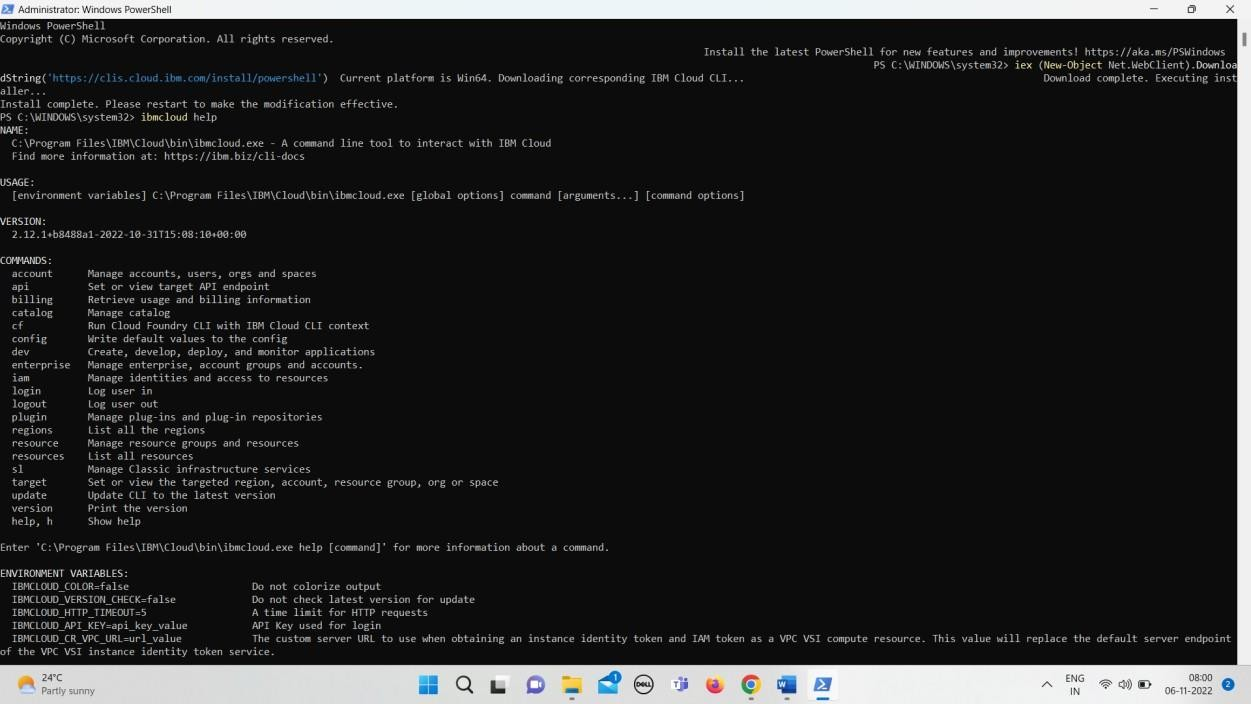 Administrator: Windows PowerShell
Windows PowerShell
Copyright (C) Microsoft Corporation. All rights reserved.
Install the latest PowerShell for new features and improvements! https://aka.ms/PSWindows
PS C:\WINDOWS\system32> iex (New-Object Net.WebClient).Downloa
dString('https://clis.cloud.ibm.com/install/powershell')  Current platform is Win64. Downloading corresponding IBM Cloud CLI...
Download complete. Executing inst
aller...
Install complete. Please restart to make the modification effective.
PS C:\WINDOWS\system32> ibmcloud help
NAME:
C:\Program Files\IBM\Cloud\bin\ibmcloud.exe - A command line tool to interact with IBM Cloud
Find more information at: https://ibm.biz/cli-docs
USAGE:
[environment variables] C:\Program Files\IBM\Cloud\bin\ibmcloud.exe [global options] command [arguments...] [command options]
VERSION:
2.12.1+b8488a1-2022-10-31T15:08:10+00:00
COMMANDS:
account Manage accounts, users, orgs and spaces
api Set or view target API endpoint
billing Retrieve usage and billing information
catalog Manage catalog
cf Run Cloud Foundry CLI with IBM Cloud CLI context
config Write default values to the config
dev Create, develop, deploy, and monitor applications
enterprise Manage enterprise, account groups and accounts.
iam Manage identities and access to resources
login Log user in
logout Log user out
plugin Manage plug-ins and plug-in repositories
regions List all the regions
resource Manage resource groups and resources
resources List all resources
sl Manage Classic infrastructure services
target Set or view the targeted region, account, resource group, org or space
update Update CLI to the latest version
version Print the version
help, h Show help
Enter 'C:\Program Files\IBM\Cloud\bin\ibmcloud.exe help [command]' for more information about a command.
ENVIRONMENT VARIABLES:
IBMCLOUD_COLOR=false Do not colorize output
IBMCLOUD_VERSION_CHECK=false Do not check latest version for update
IBMCLOUD_HTTP_TIMEOUT=5 A time limit for HTTP requests
IBMCLOUD_API_KEY=api_key_value API Key used for login
IBMCLOUD_CR_VPC_URL=url_value The custom server URL to use when obtaining an instance identity token and IAM token as a VPC VSI compute resource. This value will replace the default server endpoint
of the VPC VSI instance identity token service.
24°C
Partly sunny
1
DELL
W
ENG
IN
08:00
06-11-2022
2